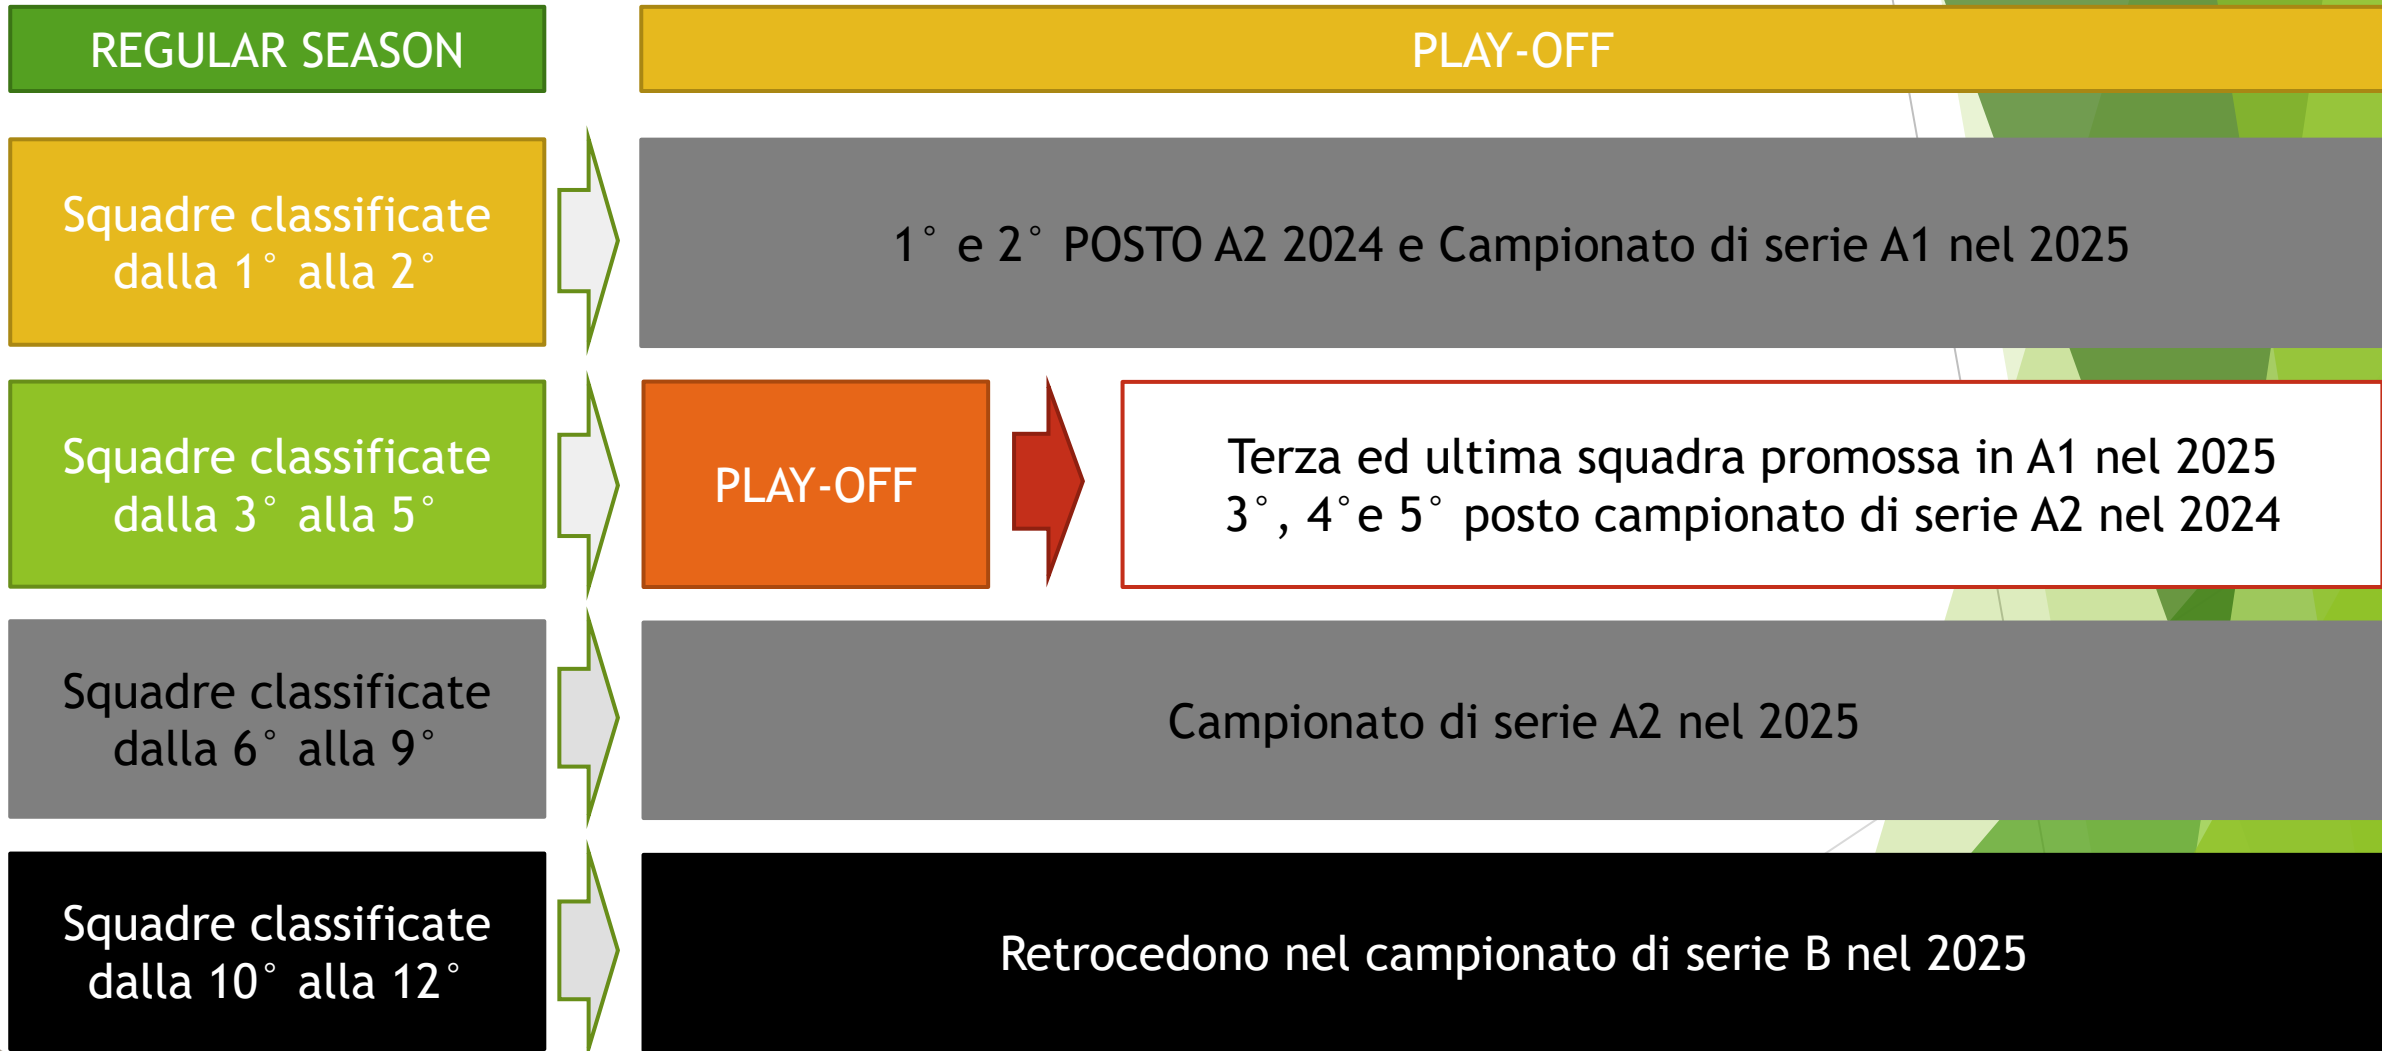 REGULAR SEASON
PLAY-OFF
Squadre classificate
dalla 1° alla 2°
1° e 2° POSTO A2 2024 e Campionato di serie A1 nel 2025
Squadre classificate
dalla 3° alla 5°
PLAY-OFF
Terza ed ultima squadra promossa in A1 nel 2025
3°, 4°e 5° posto campionato di serie A2 nel 2024
Squadre classificate
dalla 6° alla 9°
Campionato di serie A2 nel 2025
Squadre classificate
dalla 10° alla 12°
Retrocedono nel campionato di serie B nel 2025